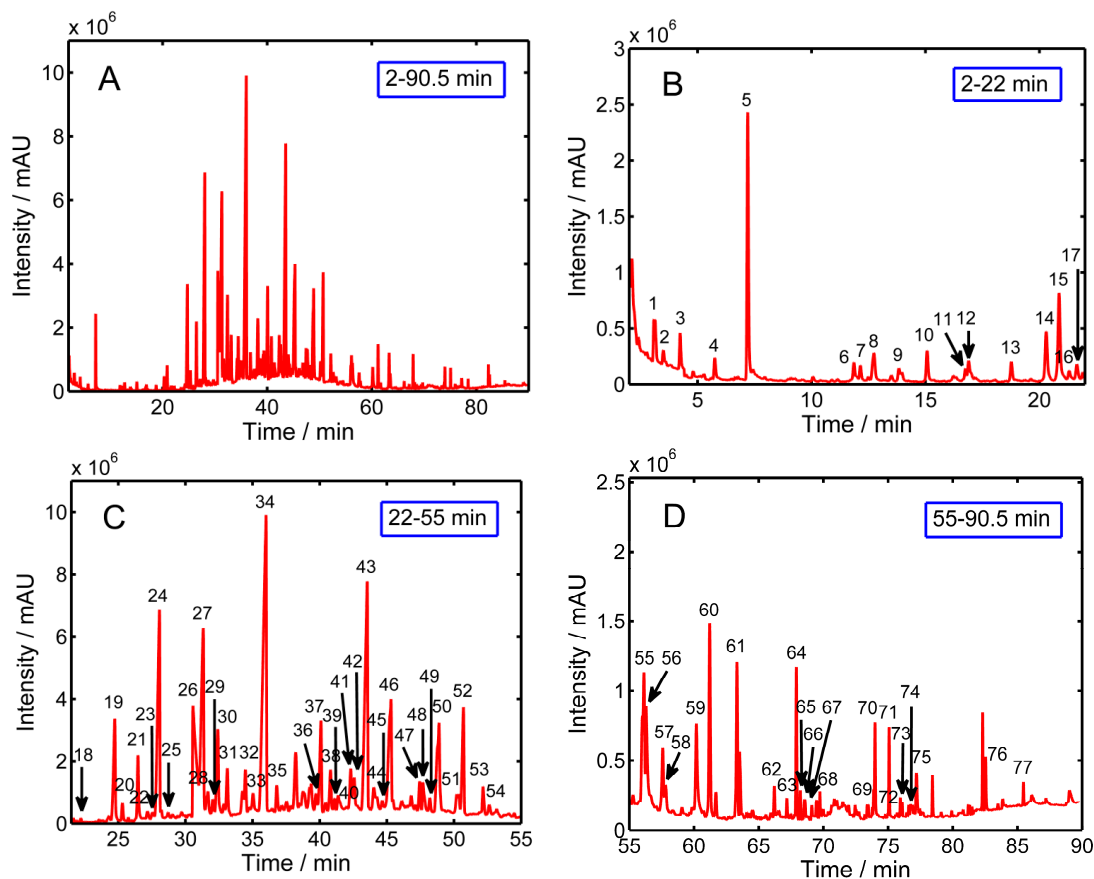 x 10⁶
A
2-90.5 min
Intensity / mAU
10
8
6
4
2
0
20 40 60 80
Time / min
x 10⁶
B
2-22 min
Intensity / mAU
3
2.5
2
1.5
1
0.5
0
5 10 15 20
Time / min
1 2 3 4 5 6 7 8 9 10 11 12 13 14 15 16 17
x 10⁶
C
22-55 min
Intensity / mAU
10
8
6
4
2
0
25 30 35 40 45 50 55
Time / min
18 19 20 21 22 23 24 25 26 27 28 29 30 31 32 33 34 35 36 37 38 39 40 41 42 43 44 45 46 47 48 49 50 51 52 53 54
x 10⁶
D
55-90.5 min
Intensity / mAU
2.5
2
1.5
1
0.5
0
55 60 65 70 75 80 85 90
Time / min
55 56 57 58 59 60 61 62 63 64 65 66 67 68 69 70 71 72 73 74 75 76 77